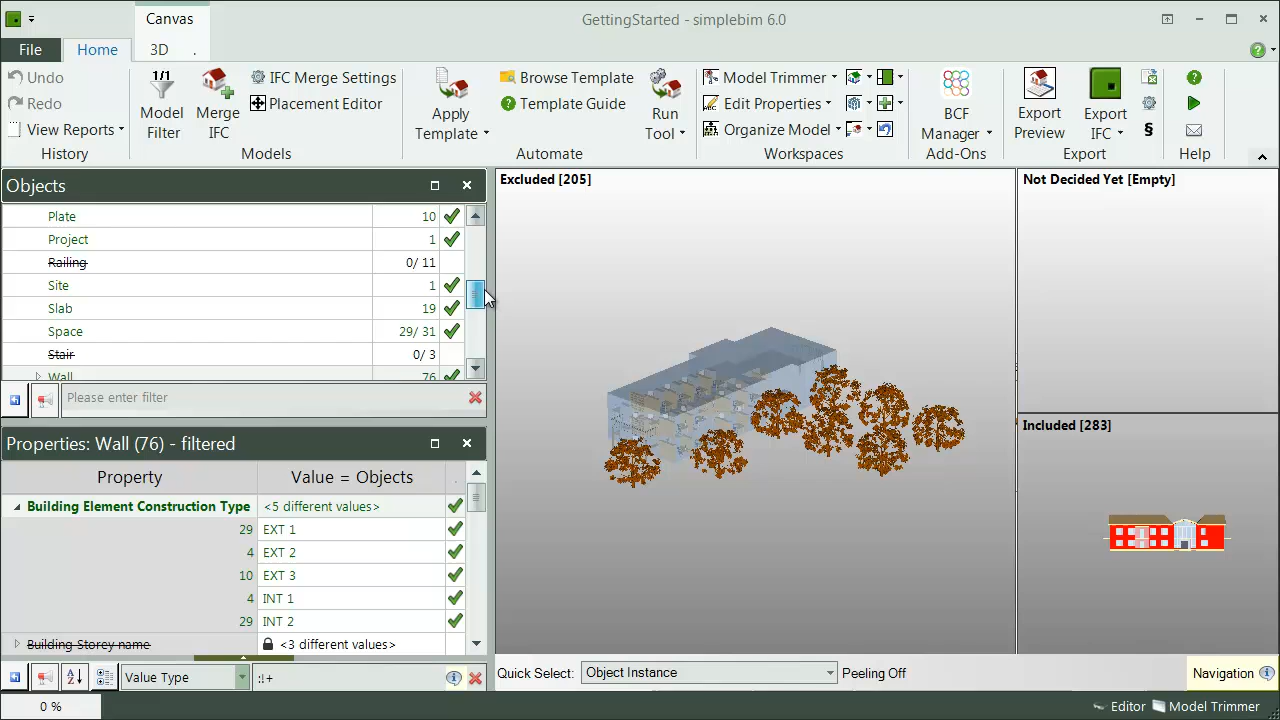 Canvas
GettingStarted - simplebim 6.0
File
Home
3D
.
Undo
Redo
View Reports
History
1/1
Model Filter
Merge IFC
IFC Merge Settings
Placement Editor
Models
Apply Template
Browse Template
Template Guide
Run Tool
Automate
Model Trimmer
Edit Properties
Organize Model
Workspaces
BCF Manager
Add-Ons
Export Preview
Export IFC
§
Export
Help
Objects
Plate 10
Project 1
Railing 0/ 11
Site 1
Slab 19
Space 29/ 31
Stair 0/ 3
Wall 76
Please enter filter
Properties: Wall (76) - filtered
Property Value = Objects .
Building Element Construction Type <5 different values>
29 EXT 1
4 EXT 2
10 EXT 3
4 INT 1
29 INT 2
Building Storey name <3 different values>
Value Type :!+
Excluded [205]
Not Decided Yet [Empty]
Included [283]
Quick Select: Object Instance Peeling Off
Navigation
0 %
Editor Model Trimmer